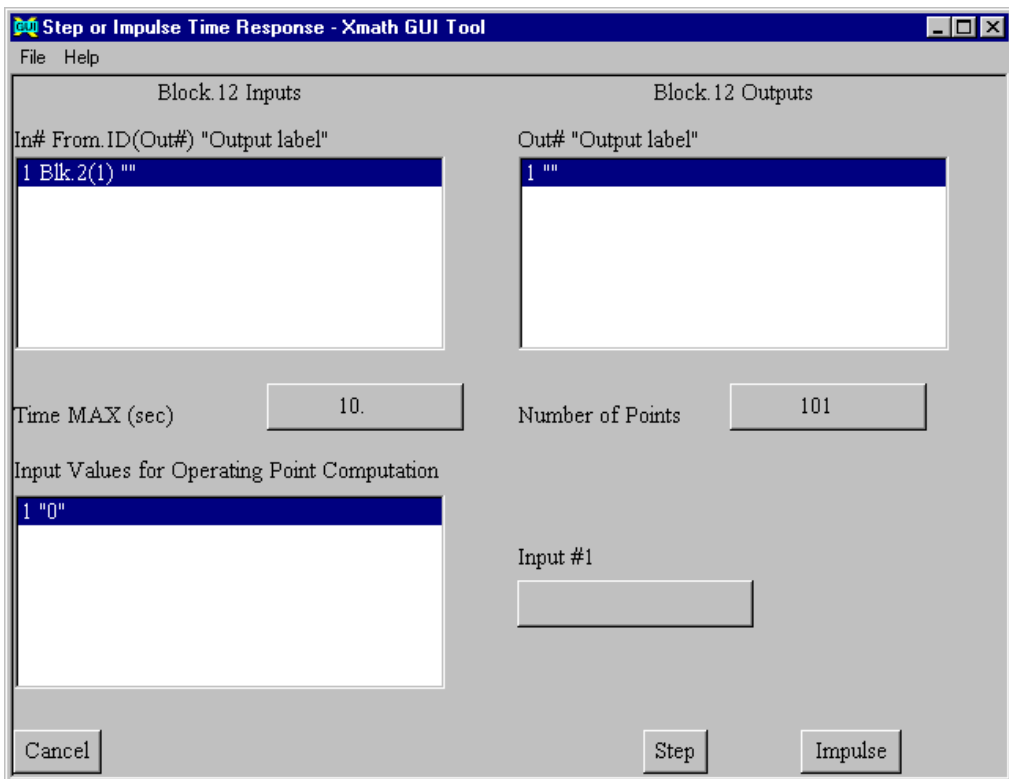 GUI Step or Impulse Time Response - Xmath GUI Tool
File Help
Block.12 Inputs
Block.12 Outputs
In# From.ID(Out#) "Output label"
Out# "Output label"
1 Blk.2(1) ""
1 ""
Time MAX (sec)
10.
Number of Points
101
Input Values for Operating Point Computation
1 "0"
Input #1
Cancel
Step
Impulse